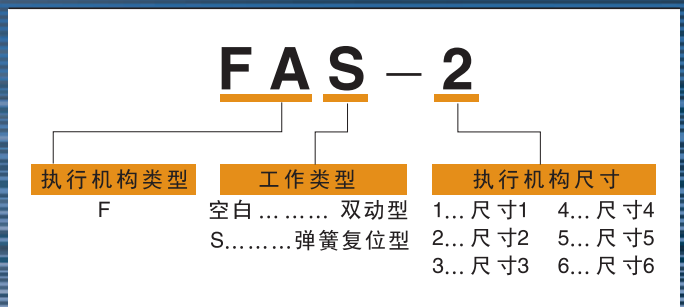 FAS－2
执行机构类型 工作类型 执行机构尺寸
F 空白……… 双动型 1…尺寸1 4…尺寸4
S………弹簧复位型 2…尺寸2 5…尺寸5
3…尺寸3 6…尺寸6